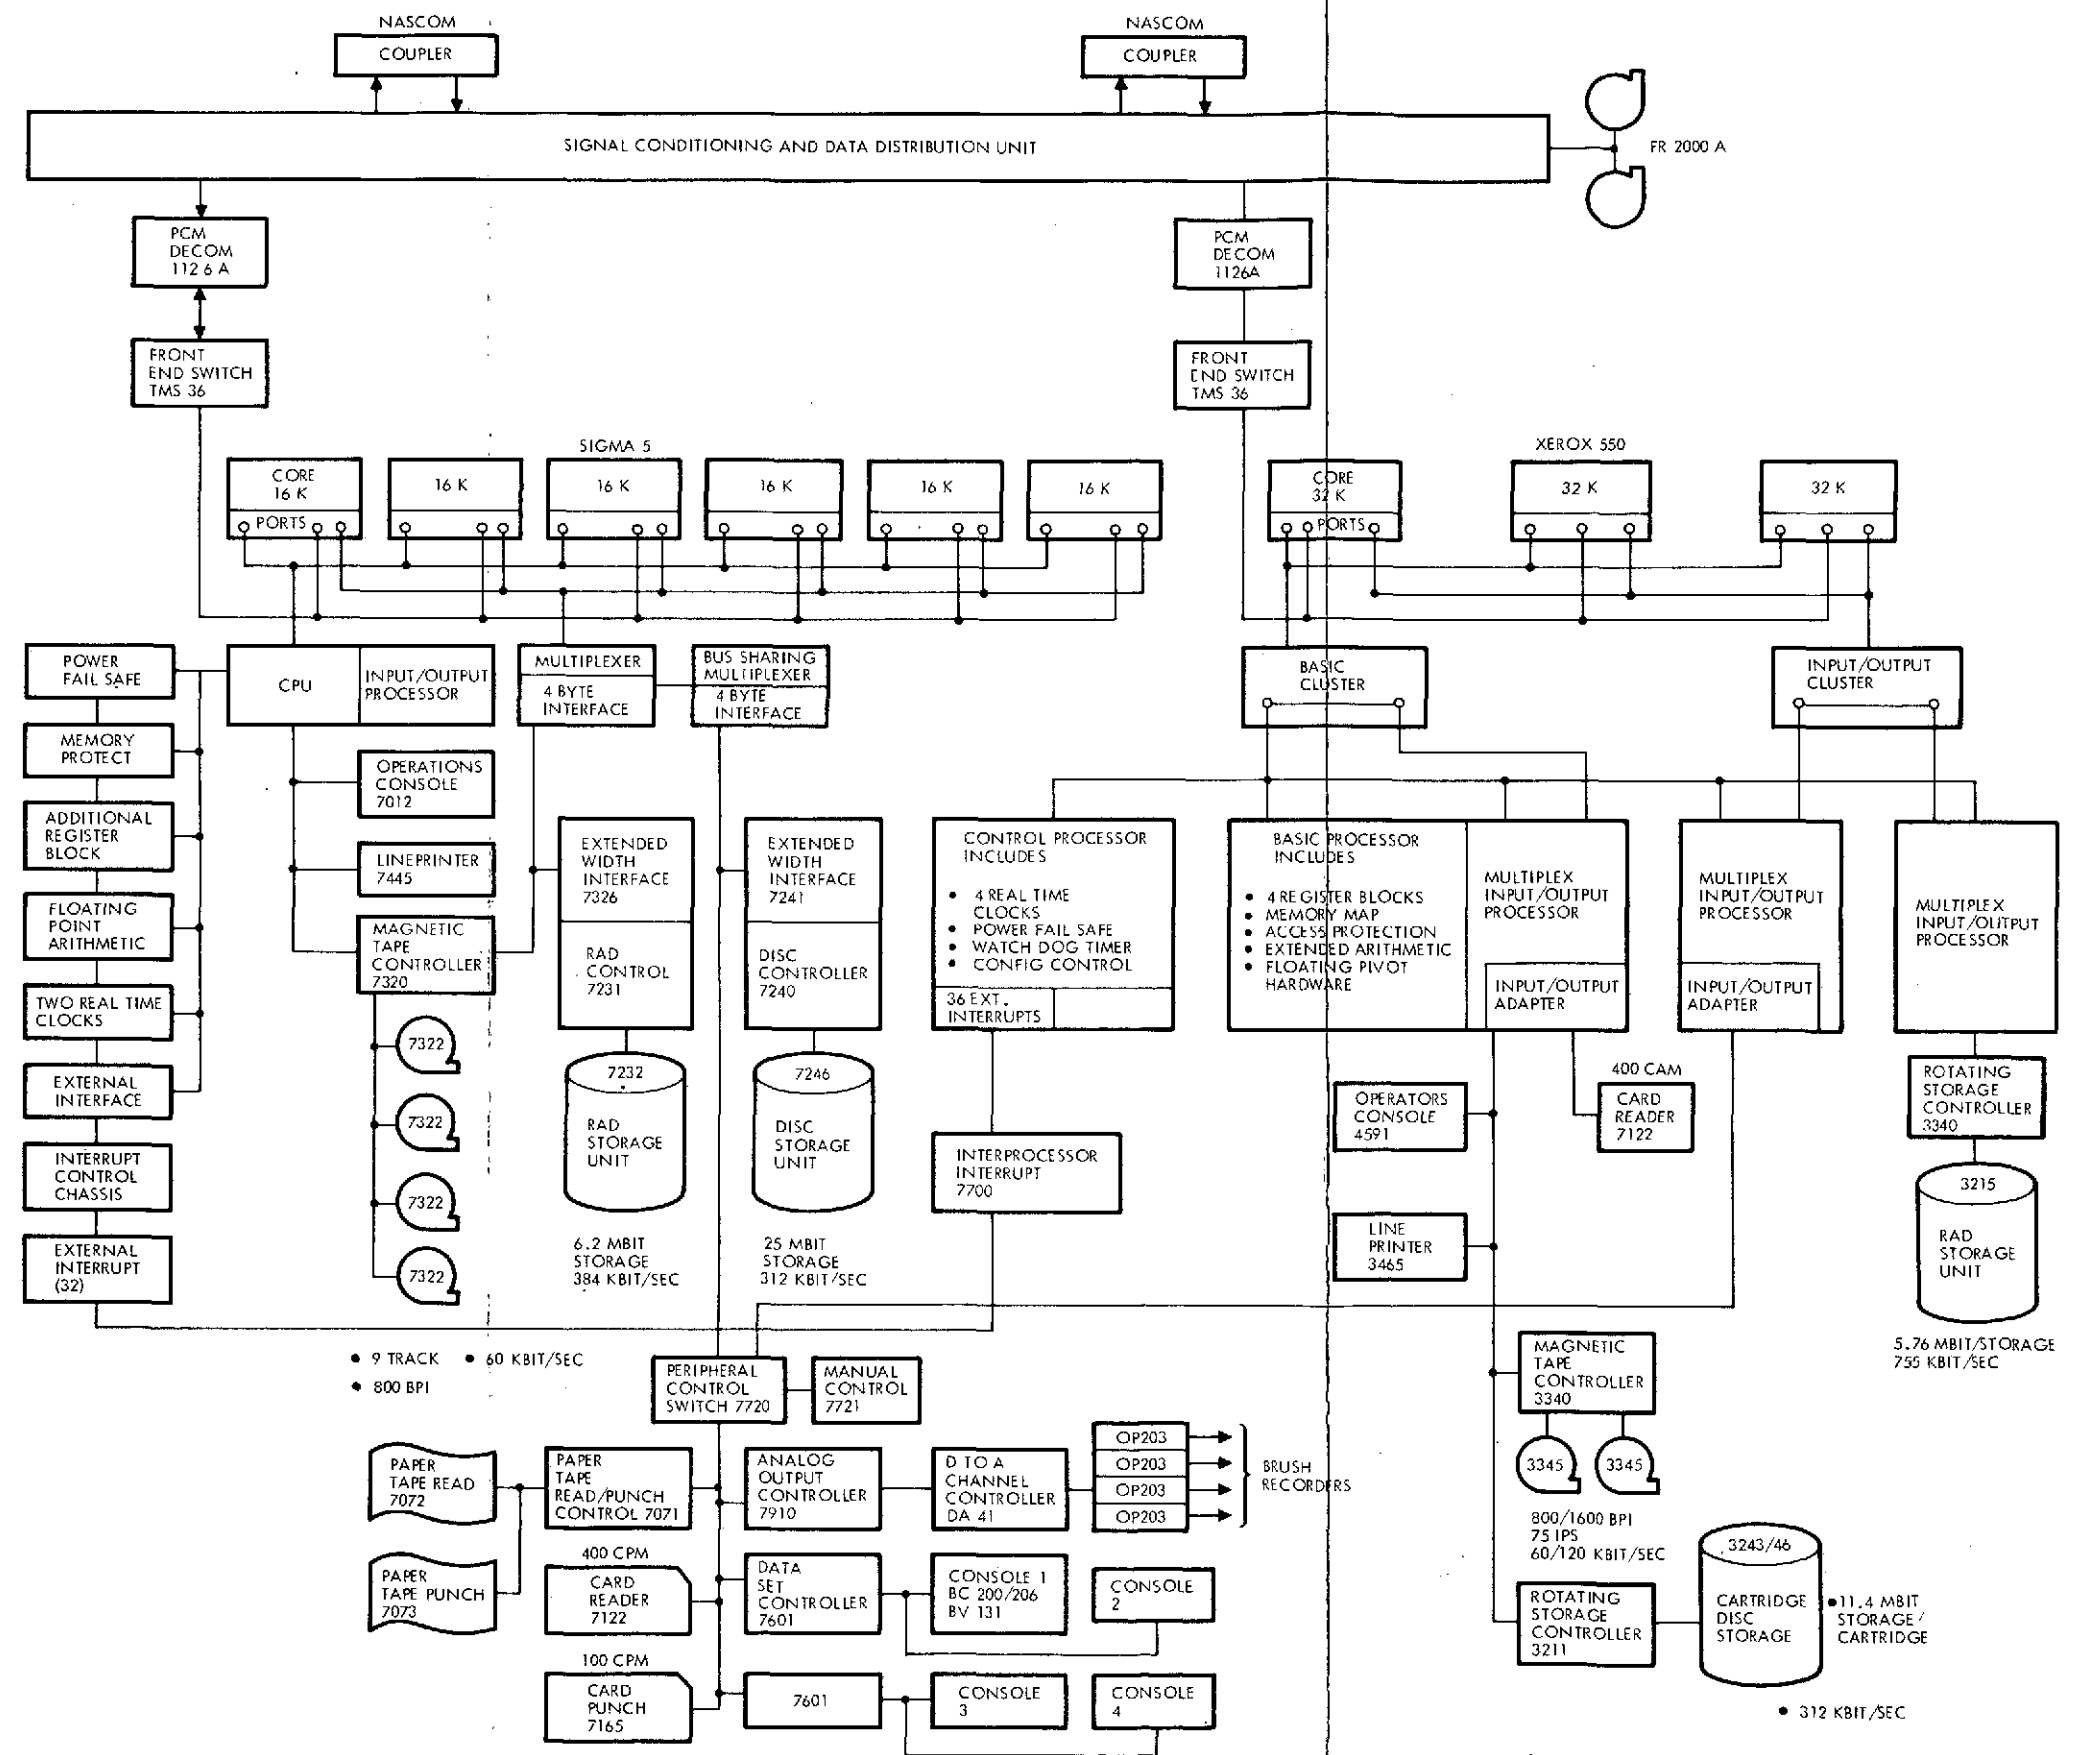 NASCOM
COUPLER
NASCOM
COUPLER
SIGNAL CONDITIONING AND DATA DISTRIBUTION UNIT
FR 2000 A
PCM
DECOM
112 6 A
PCM
DECOM
1126A
FRONT
END SWITCH
TMS 36
FRONT
END SWITCH
TMS 36
SIGMA 5
XEROX 550
CORE
16 K
PORTS
16 K
16 K
16 K
16 K
16 K
CORE
32 K
PORTS
32 K
32 K
POWER
FAIL SAFE
MEMORY
PROTECT
ADDITIONAL
REGISTER
BLOCK
FLOATING
POINT
ARITHMETIC
TWO REAL TIME
CLOCKS
EXTERNAL
INTERFACE
INTERRUPT
CONTROL
CHASSIS
EXTERNAL
INTERRUPT
(32)
CPU
INPUT/OUTPUT
PROCESSOR
MULTIPLEXER
4 BYTE
INTERFACE
BUS SHARING
MULTIPLEXER
4 BYTE
INTERFACE
BASIC
CLUSTER
INPUT/OUTPUT
CLUSTER
OPERATIONS
CONSOLE
7012
LINEPRINTER
7445
MAGNETIC
TAPE
CONTROLLER
7320
7322
7322
7322
7322
EXTENDED
WIDTH
INTERFACE
7326
RAD
CONTROL
7231
7232
RAD
STORAGE
UNIT
6.2 MBIT
STORAGE
384 KBIT/SEC
EXTENDED
WIDTH
INTERFACE
7241
DISC
CONTROLLER
7240
7246
DISC
STORAGE
UNIT
25 MBIT
STORAGE
312 KBIT/SEC
CONTROL PROCESSOR
INCLUDES
• 4 REAL TIME
CLOCKS
• POWER FAIL SAFE
• WATCH DOG TIMER
• CONFIG CONTROL
36 EXT.
INTERRUPTS
INTERPROCESSOR
INTERRUPT
7700
BASIC PROCESSOR
INCLUDES
• 4 REGISTER BLOCKS
• MEMORY MAP
• ACCESS PROTECTION
• EXTENDED ARITHMETIC
• FLOATING PIVOT
HARDWARE
MULTIPLEX
INPUT/OUTPUT
PROCESSOR
INPUT/OUTPUT
ADAPTER
MULTIPLEX
INPUT/OUTPUT
PROCESSOR
INPUT/OUTPUT
ADAPTER
MULTIPLEX
INPUT/OUTPUT
PROCESSOR
OPERATORS
CONSOLE
4591
400 CAM
CARD
READER
7122
ROTATING
STORAGE
CONTROLLER
3340
3215
RAD
STORAGE
UNIT
5.76 MBIT/STORAGE
755 KBIT/SEC
LINE
PRINTER
3465
• 9 TRACK • 60 KBIT/SEC
• 800 BPI
PERIPHERAL
CONTROL
SWITCH 7720
MANUAL
CONTROL
7721
MAGNETIC
TAPE
CONTROLLER
3340
3345
3345
800/1600 BPI
75 IPS
60/120 KBIT/SEC
PAPER
TAPE READ
7072
PAPER
TAPE
READ/PUNCH
CONTROL 7071
ANALOG
OUTPUT
CONTROLLER
7910
D TO A
CHANNEL
CONTROLLER
DA 41
OP203
OP203
OP203
OP203
BRUSH
RECORDERS
PAPER
TAPE PUNCH
7073
400 CPM
CARD
READER
7122
DATA
SET
CONTROLLER
7601
CONSOLE 1
BC 200/206
BV 131
CONSOLE
2
ROTATING
STORAGE
CONTROLLER
3211
3243/46
CARTRIDGE
DISC
STORAGE
•11.4 MBIT
STORAGE/
CARTRIDGE
• 312 KBIT/SEC
100 CPM
CARD
PUNCH
7165
7601
CONSOLE
3
CONSOLE
4